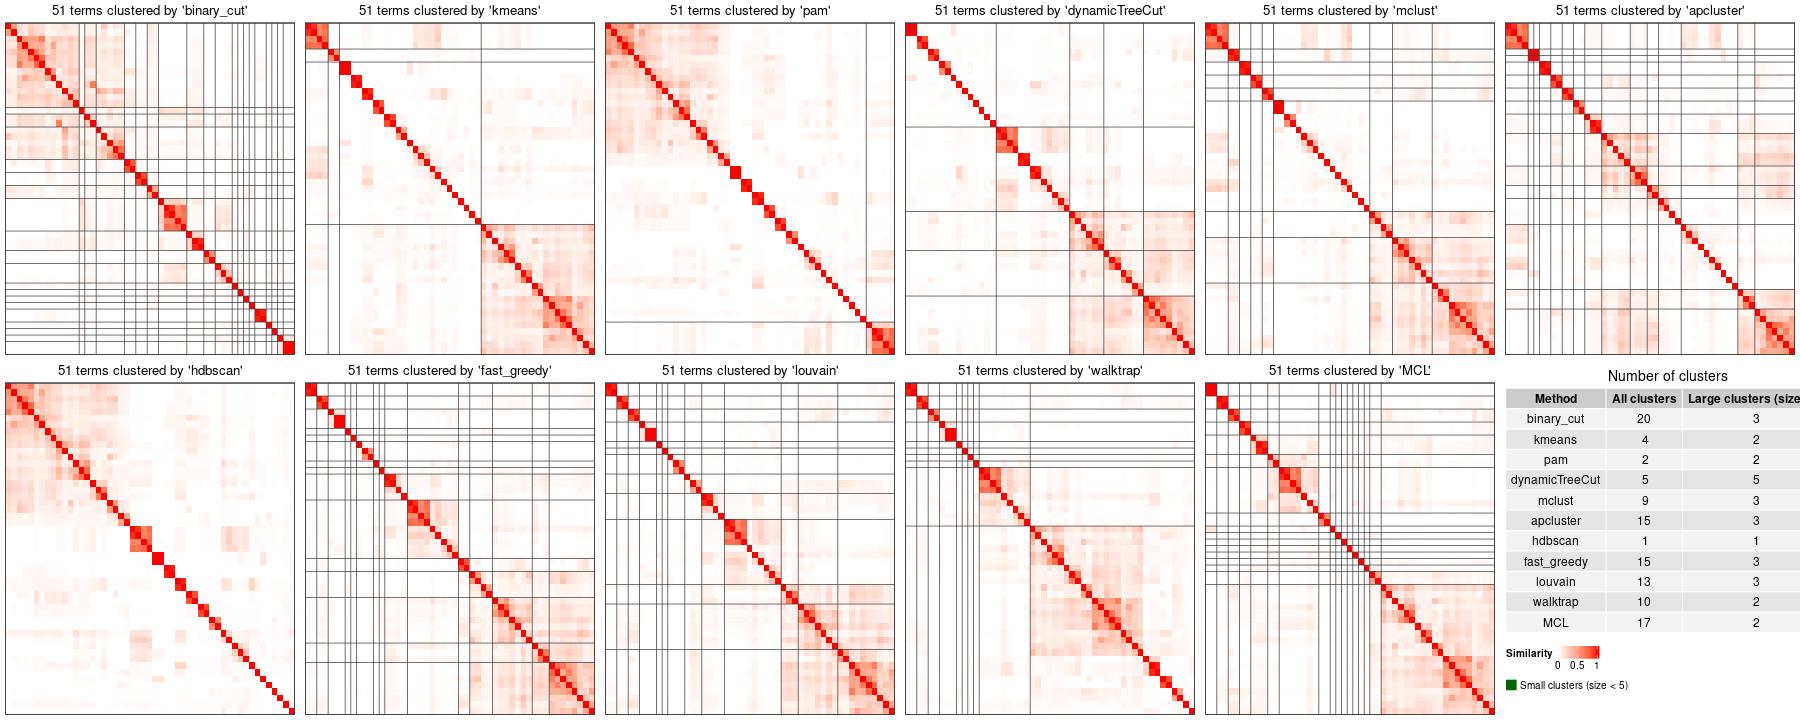 51 terms clustered by 'binary_cut'
51 terms clustered by 'kmeans'
51 terms clustered by 'pam'
51 terms clustered by 'dynamicTreeCut'
51 terms clustered by 'mclust'
51 terms clustered by 'apcluster'
51 terms clustered by 'hdbscan'
51 terms clustered by 'fast_greedy'
51 terms clustered by 'louvain'
51 terms clustered by 'walktrap'
51 terms clustered by 'MCL'
Number of clusters
Method All clusters Large clusters (size
binary_cut 20 3
kmeans 4 2
pam 2 2
dynamicTreeCut 5 5
mclust 9 3
apcluster 15 3
hdbscan 1 1
fast_greedy 15 3
louvain 13 3
walktrap 10 2
MCL 17 2
Similarity
0 0.5 1
Small clusters (size < 5)